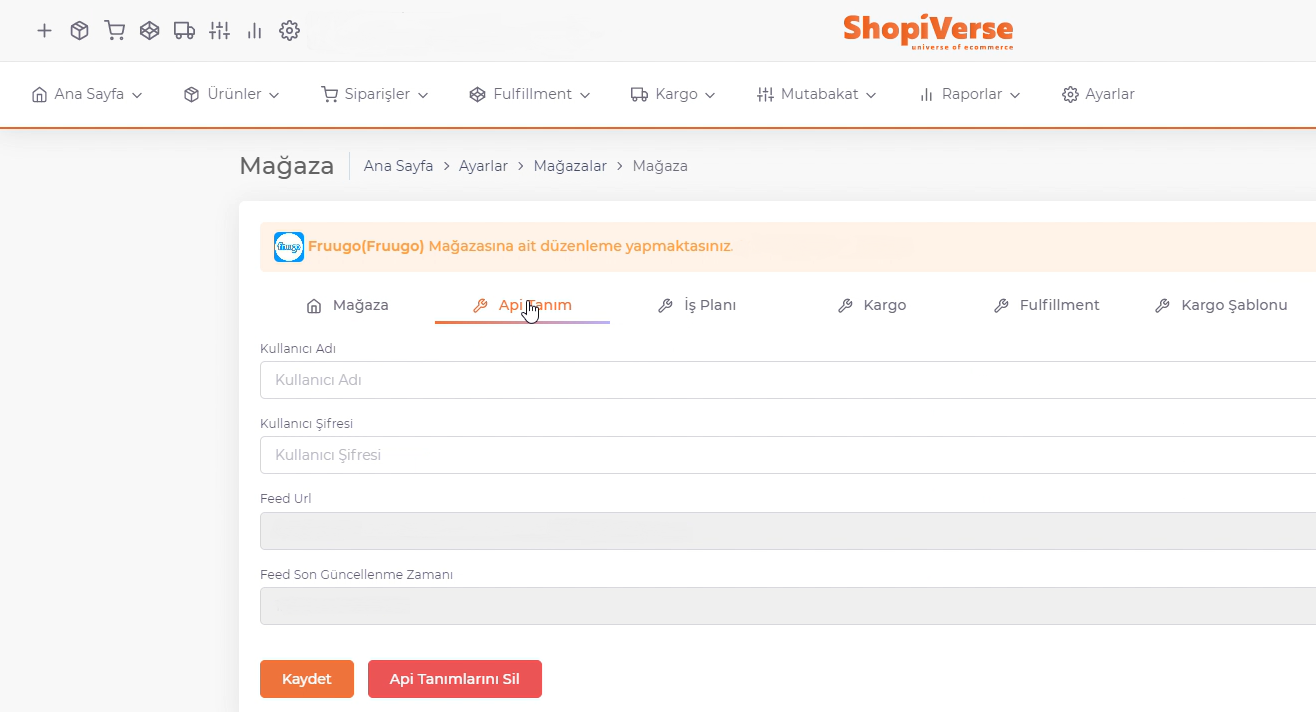 ShopiVerse
universe of ecommerce
Ana Sayfa Ürünler Siparişler Fulfillment Kargo Mutabakat Raporlar Ayarlar
Mağaza Ana Sayfa > Ayarlar > Mağazalar > Mağaza
fruugo Fruugo(Fruugo) Mağazasına ait düzenleme yapmaktasınız.
Mağaza Api Tanım İş Planı Kargo Fulfillment Kargo Şablonu
Kullanıcı Adı
Kullanıcı Adı
Kullanıcı Şifresi
Kullanıcı Şifresi
Feed Url
Feed Son Güncellenme Zamanı
Kaydet Api Tanımlarını Sil